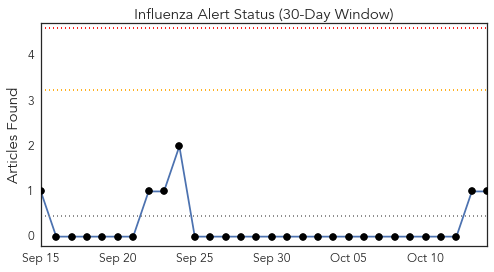 Influenza Alert Status (30-Day Window)
Articles Found
4
3
2
1
0
Sep 15 Sep 20 Sep 25 Sep 30 Oct 05 Oct 10